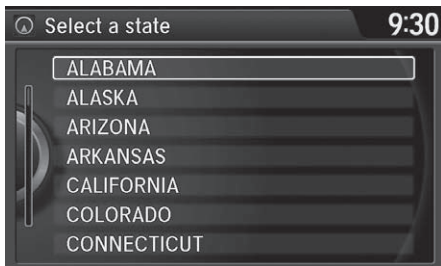 Select a state 9:30
ALABAMA
ALASKA
ARIZONA
ARKANSAS
CALIFORNIA
COLORADO
CONNECTICUT